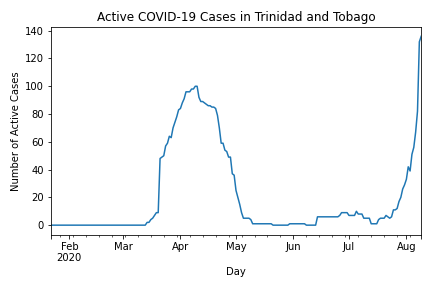 Active COVID-19 Cases in Trinidad and Tobago
Number of Active Cases
140
120
100
80
60
40
20
0
Feb Mar Apr May Jun Jul Aug
2020
Day